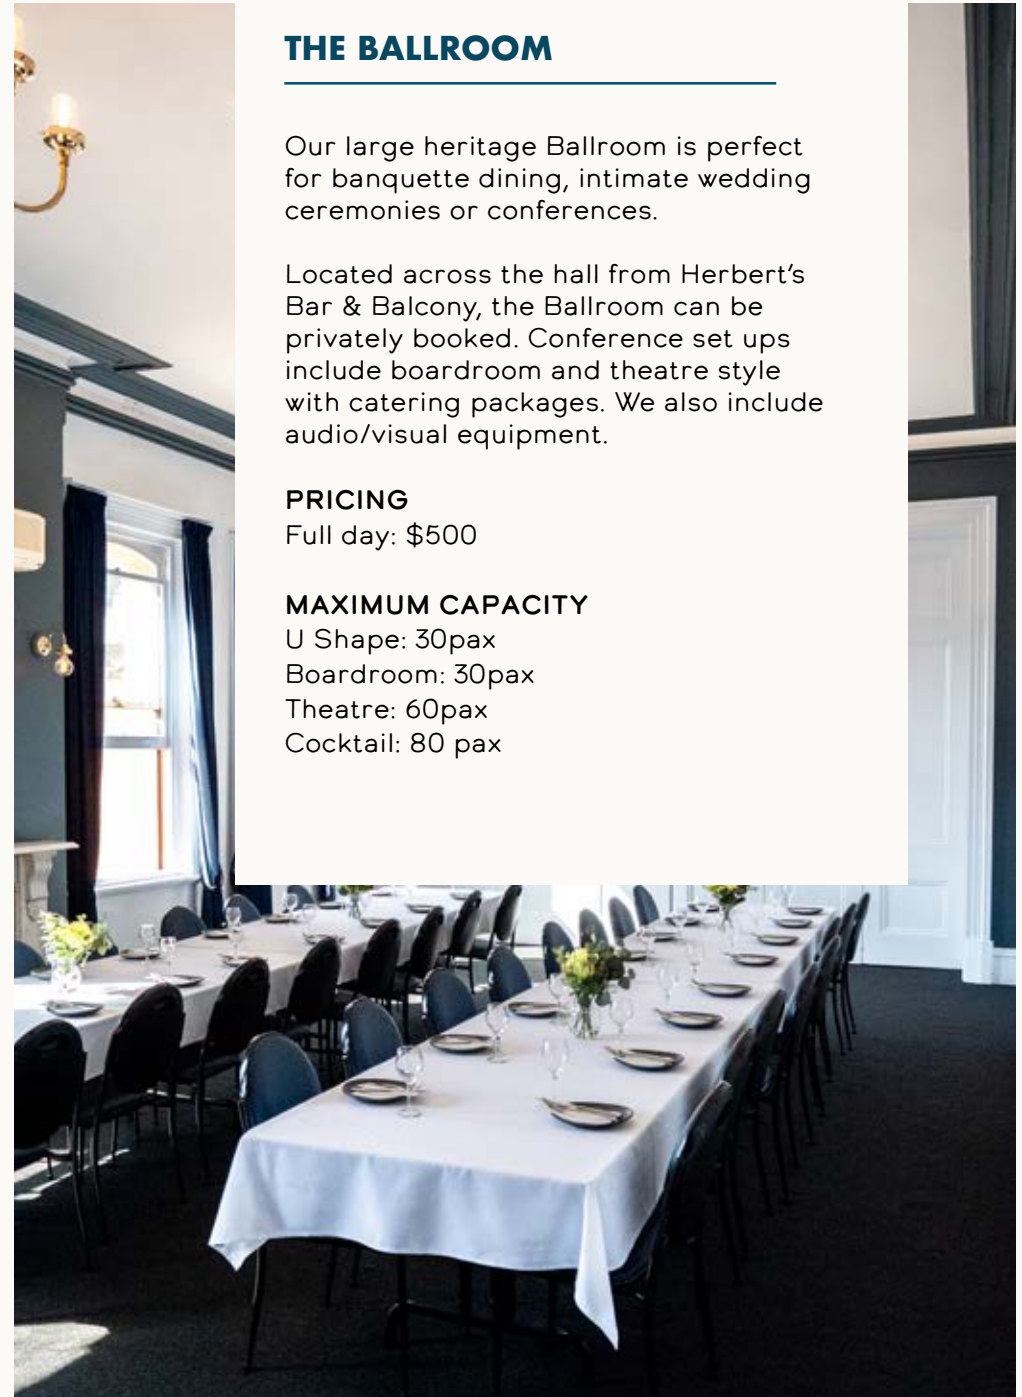 THE BALLROOM
Our large heritage Ballroom is perfect
for banquette dining, intimate wedding
ceremonies or conferences.
Located across the hall from Herbert’s
Bar & Balcony, the Ballroom can be
privately booked. Conference set ups
include boardroom and theatre style
with catering packages. We also include
audio/visual equipment.
PRICING
Full day: $500
MAXIMUM CAPACITY
U Shape: 30pax
Boardroom: 30pax
Theatre: 60pax
Cocktail: 80 pax